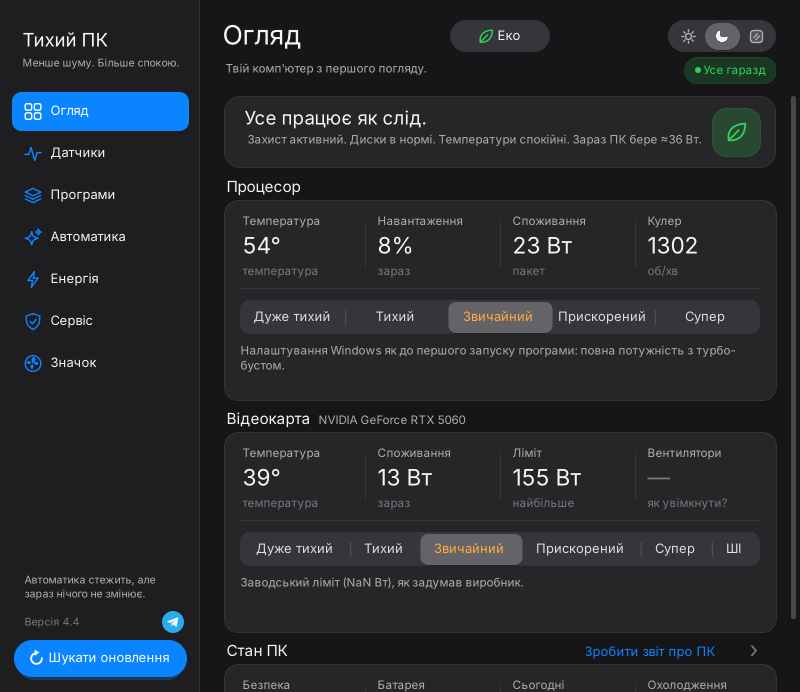 Тихий ПК
Менше шуму. Більше спокою.
Огляд
Датчики
Програми
Автоматика
Енергія
Сервіс
Значок
Автоматика стежить, але
зараз нічого не змінює.
Версія 4.4
Шукати оновлення
Огляд
Еко
Твій комп'ютер з першого погляду.
Усе гаразд
Усе працює як слід.
Захист активний. Диски в нормі. Температури спокійні. Зараз ПК бере ≈36 Вт.
Процесор
Температура Навантаження Споживання Кулер
54° 8% 23 Вт 1302
температура зараз пакет об/хв
Дуже тихий Тихий Звичайний Прискорений Супер
Налаштування Windows як до першого запуску програми: повна потужність з турбо-
бустом.
Відеокарта NVIDIA GeForce RTX 5060
Температура Споживання Ліміт Вентилятори
39° 13 Вт 155 Вт —
температура зараз найбільше як увімкнути?
Дуже тихий Тихий Звичайний Прискорений Супер ШІ
Заводський ліміт (NaN Вт), як задумав виробник.
Стан ПК Зробити звіт про ПК
Безпека Батарея Сьогодні Охолодження